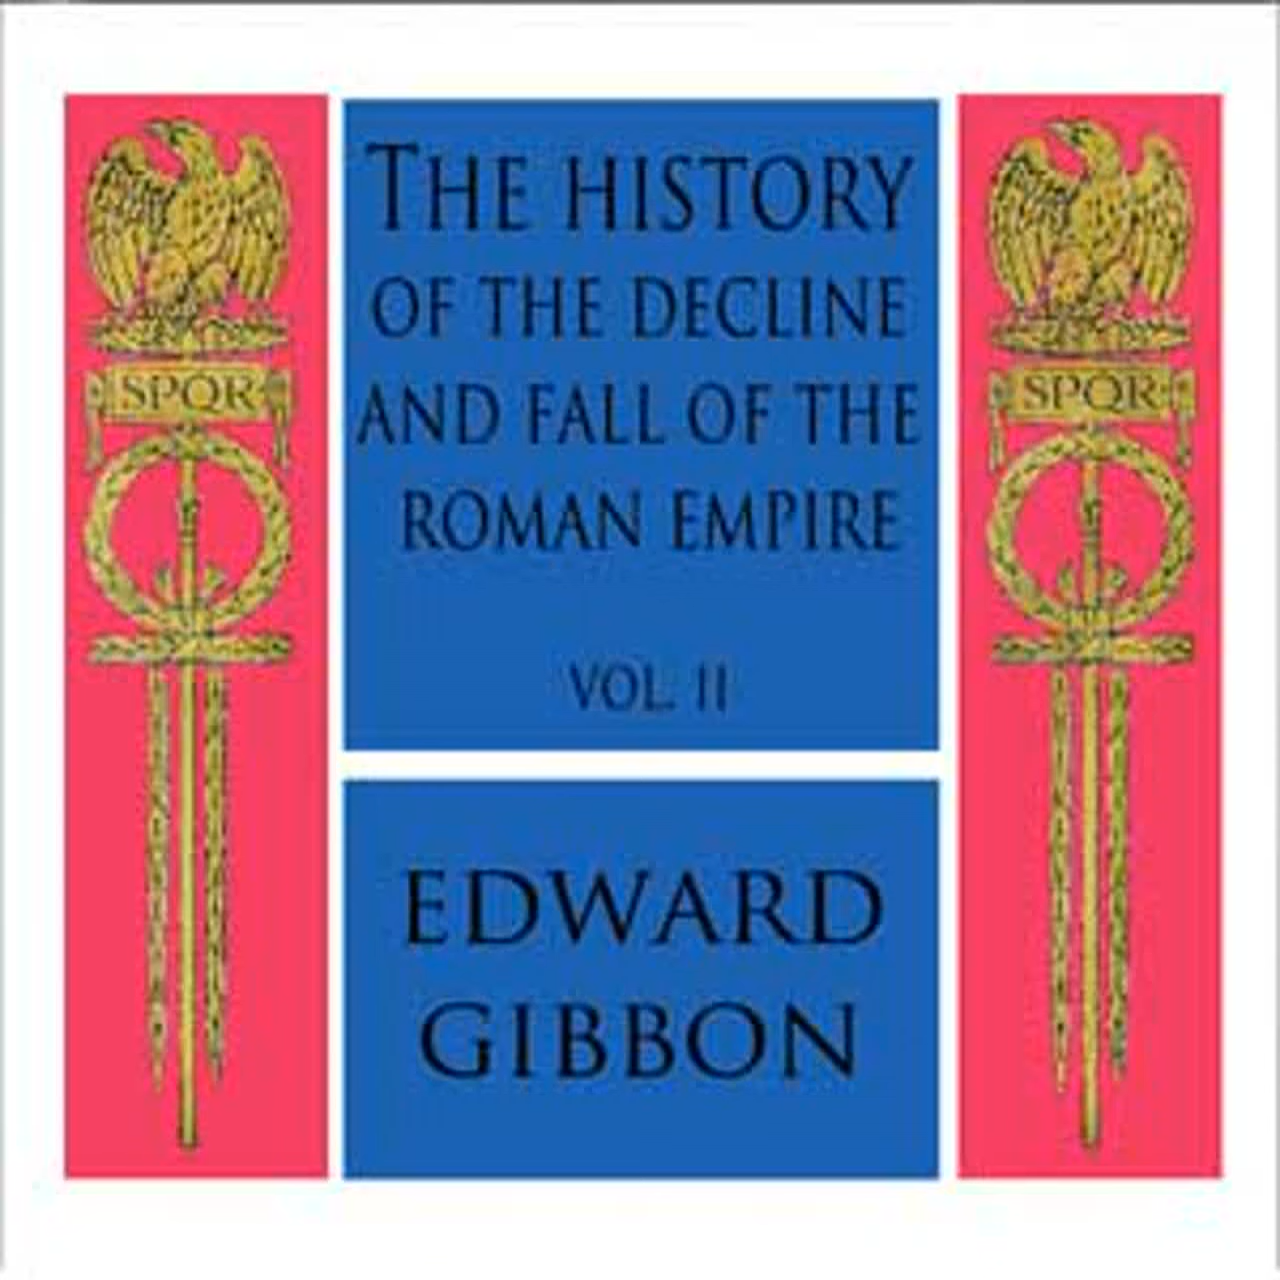 THE HISTORY
OF THE DECLINE
AND FALL OF THE
ROMAN EMPIRE
VOL. II
EDWARD
GIBBON
SPQR
SPQR